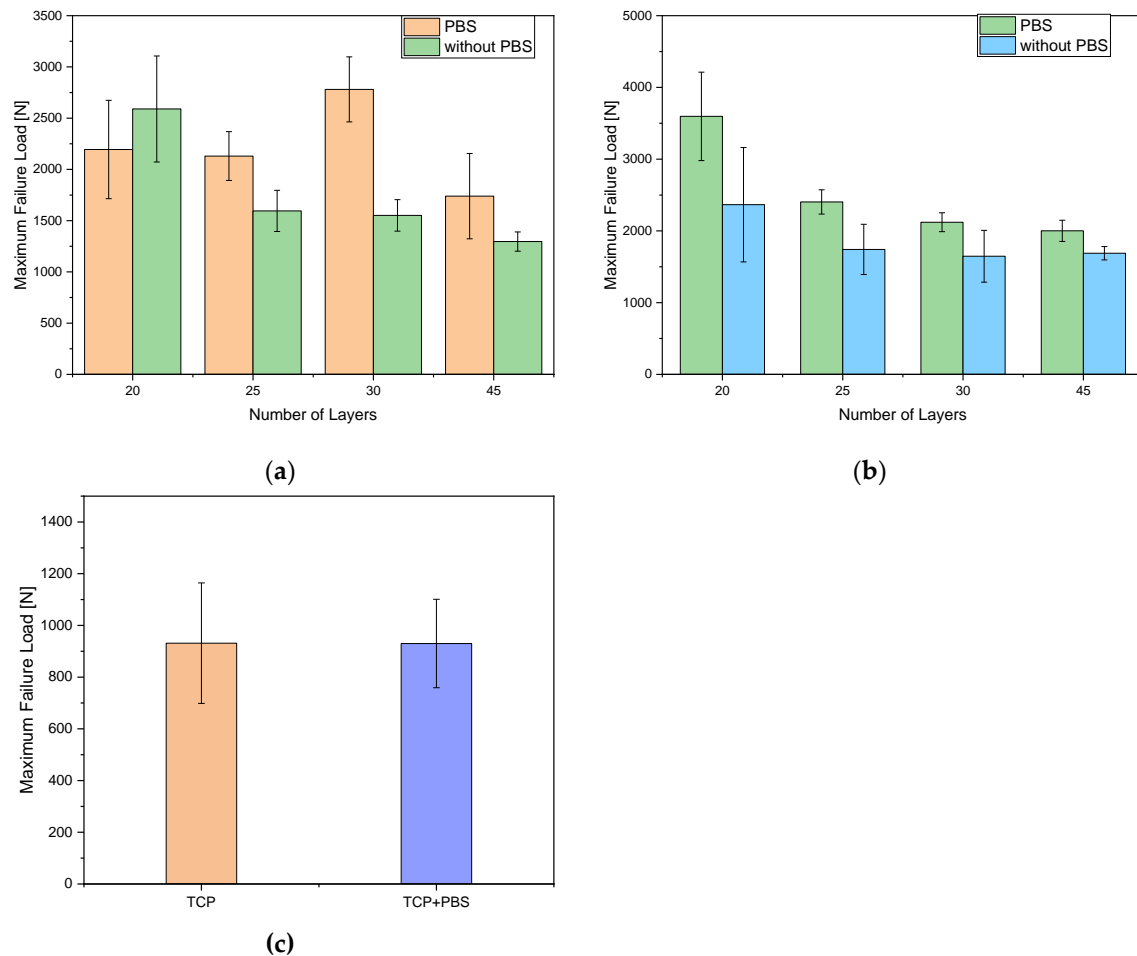 3500
3000
2500
2000
1500
1000
500
0
Maximum Failure Load [N]
PBS
without PBS
20 25 30 45
Number of Layers
(a)
5000
4000
3000
2000
1000
0
Maximum Failure Load [N]
PBS
without PBS
20 25 30 45
Number of Layers
(b)
1400
1200
1000
800
600
400
200
0
Maximum Failure Load [N]
TCP TCP+PBS
(c)